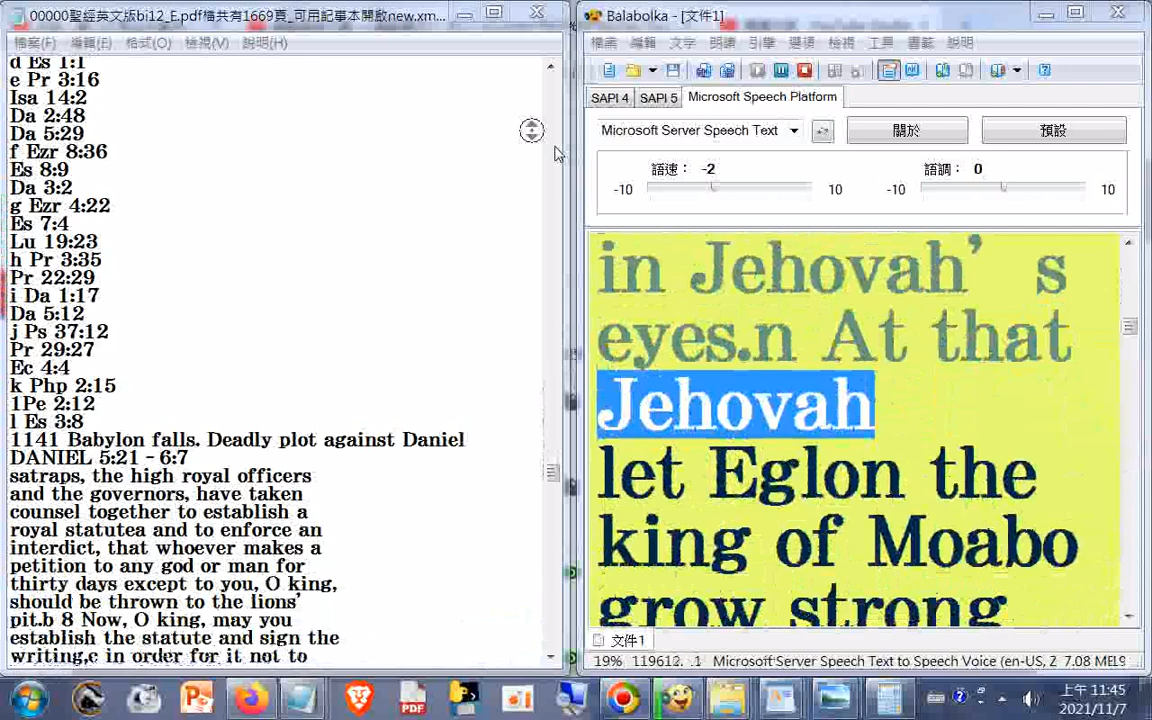 00000聖經英文版bi12_E.pdf檔共有1669頁_可用記事本開啟new.xm...
檔案(F) 編輯(E) 格式(O) 檢視(V) 說明(H)
d Es 1:1
e Pr 3:16
Isa 14:2
Da 2:48
Da 5:29
f Ezr 8:36
Es 8:9
Da 3:2
g Ezr 4:22
Es 7:4
Lu 19:23
h Pr 3:35
Pr 22:29
i Da 1:17
Da 5:12
j Ps 37:12
Pr 29:27
Ec 4:4
k Php 2:15
1Pe 2:12
l Es 3:8
1141 Babylon falls. Deadly plot against Daniel
DANIEL 5:21 – 6:7
satraps, the high royal officers
and the governors, have taken
counsel together to establish a
royal statutea and to enforce an
interdict, that whoever makes a
petition to any god or man for
thirty days except to you, O king,
should be thrown to the lions’
pit.b 8 Now, O king, may you
establish the statute and sign the
writing,c in order for it not to
Balabolka - [文件1]
檔案 編輯 文字 朗讀 引擎 選項 檢視 工具 書籤 說明
SAPI 4 SAPI 5 Microsoft Speech Platform
Microsoft Server Speech Text 關於 預設
語速： -2 語調： 0
-10 10 -10 10
in Jehovah’s
eyes.n At that
Jehovah
let Eglon the
king of Moabo
grow strong
文件1
19% 119612. .1 Microsoft Server Speech Text to Speech Voice (en-US, Z 7.08 МЕ19
PDF
上午 11:45
2021/11/7